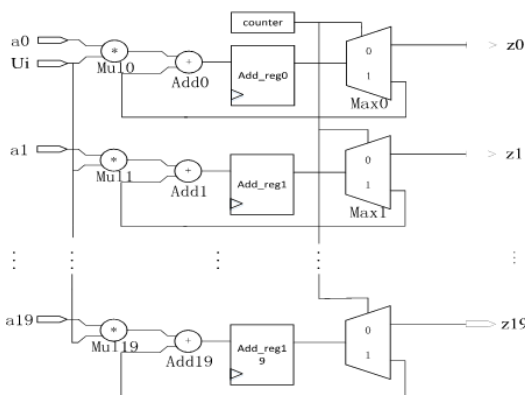 counter
a0
Ui
*
Mul0
+
Add0
Add_reg0
0
1
Max0
z0
a1
*
Mul1
+
Add1
Add_reg1
0
1
Max1
z1
a19
*
Mul19
+
Add19
Add_reg1
9
0
1
z19